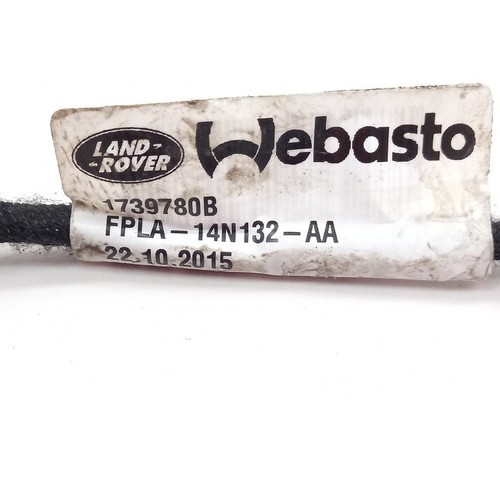 LAND-
-ROVER
Webasto
1739780B
FPLA-14N132-AA
22.10.2015